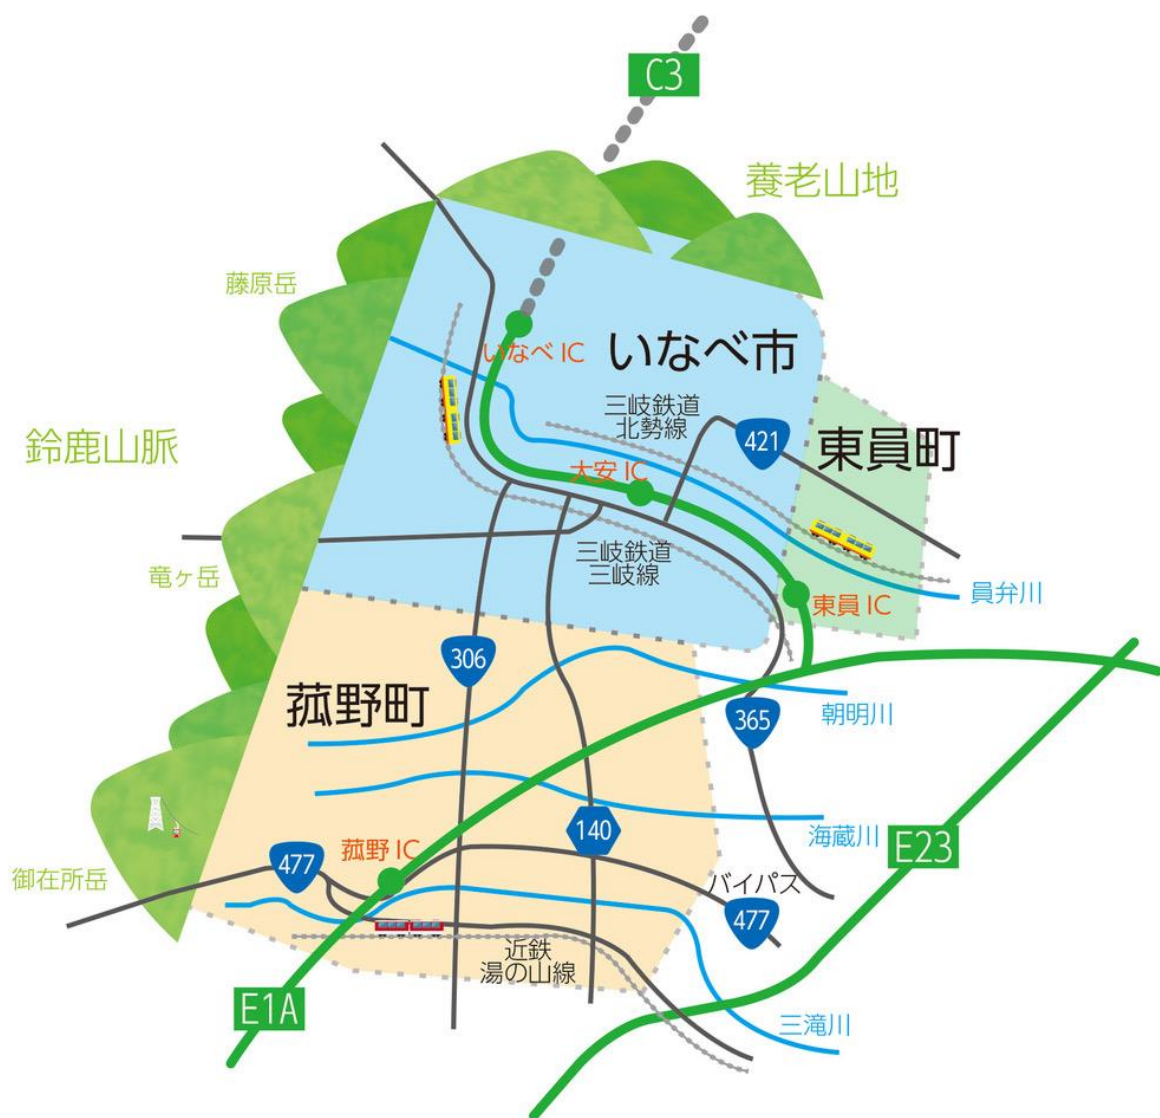 C3
養老山地
藤原岳
いなべ IC
いなべ市
三岐鉄道
北勢線
421
東員町
鈴鹿山脈
大安 IC
三岐鉄道
三岐線
竜ヶ岳
員弁川
東員 IC
306
菰野町
朝明川
365
140
海蔵川
E23
菰野 IC
477
御在所岳
バイパス
477
近鉄
湯の山線
E1A
三滝川